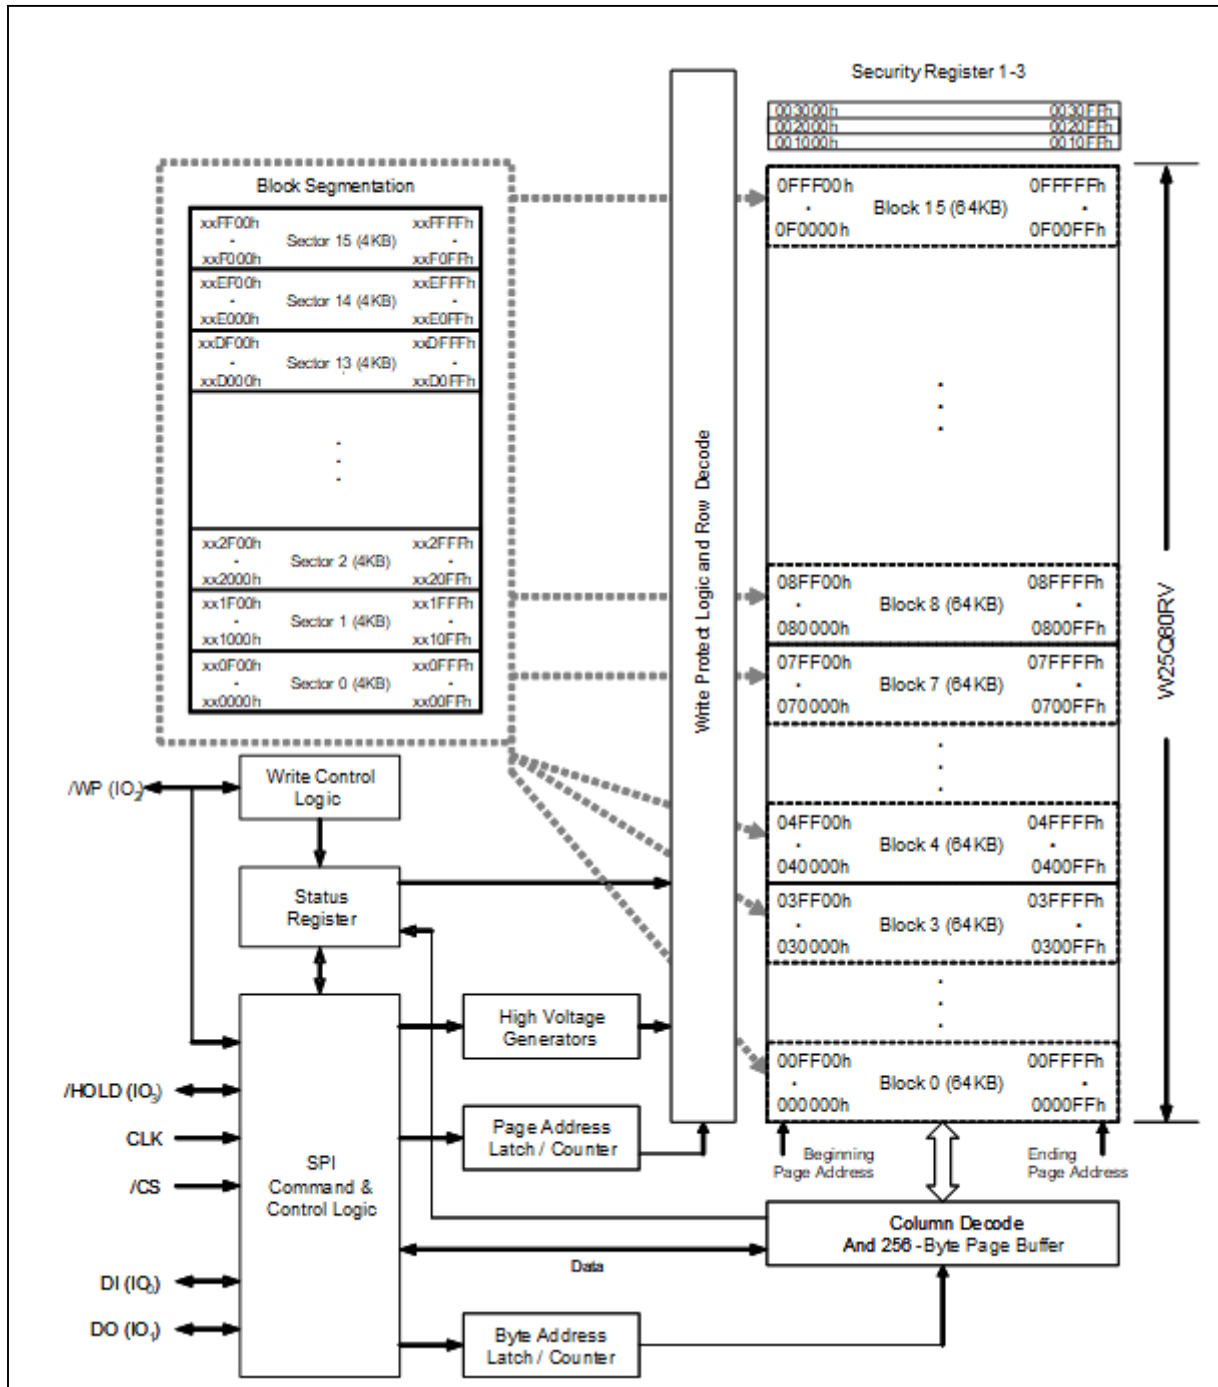 Security Register 1-3
003000h 0030FFh
002000h 0020FFh
001000h 0010FFh
Block Segmentation
xxFF00h xxFFFFh
Sector 15 (4KB)
xxF000h xxF0FFh
xxEF00h xxEFFFh
Sector 14 (4KB)
xxE000h xxE0FFh
xxDF00h xxDFFFh
Sector 13 (4KB)
xxD000h xxD0FFh
xx2F00h xx2FFFh
Sector 2 (4KB)
xx2000h xx20FFh
xx1F00h xx1FFFh
Sector 1 (4KB)
xx1000h xx10FFh
xx0F00h xx0FFFh
Sector 0 (4KB)
xx0000h xx00FFh
Write Protect Logic and Row Decode
0FFF00h 0FFFFFh
Block 15 (64KB)
0F0000h 0F00FFh
08FF00h 08FFFFh
Block 8 (64KB)
080000h 0800FFh
07FF00h 07FFFFh
Block 7 (64KB)
070000h 0700FFh
04FF00h 04FFFFh
Block 4 (64KB)
040000h 0400FFh
03FF00h 03FFFFh
Block 3 (64KB)
030000h 0300FFh
00FF00h 00FFFFh
Block 0 (64KB)
000000h 0000FFh
W25Q80RV
Beginning
Page Address
Ending
Page Address
/WP (IO2)
Write Control
Logic
Status
Register
High Voltage
Generators
/HOLD (IO3)
CLK
/CS
Page Address
Latch / Counter
SPI
Command &
Control Logic
Column Decode
And 256 -Byte Page Buffer
Data
DI (IO0)
DO (IO1)
Byte Address
Latch / Counter